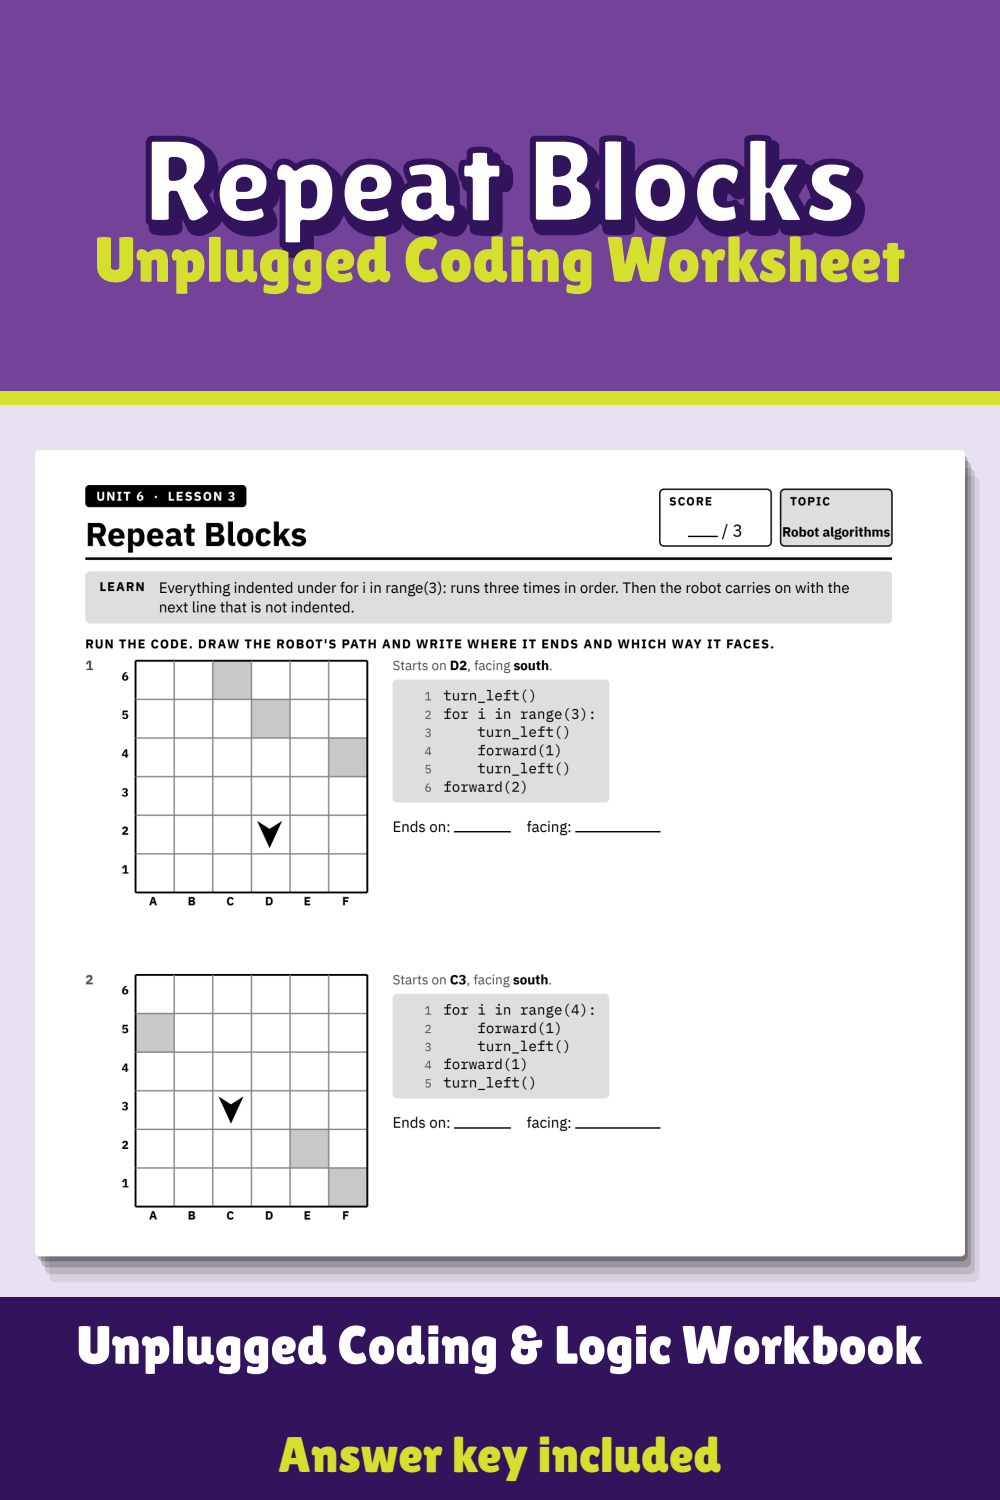 Repeat Blocks
Unplugged Coding Worksheet
UNIT 6 · LESSON 3
Repeat Blocks
SCORE
___ / 3
TOPIC
Robot algorithms
LEARN Everything indented under for i in range(3): runs three times in order. Then the robot carries on with the
next line that is not indented.
RUN THE CODE. DRAW THE ROBOT'S PATH AND WRITE WHERE IT ENDS AND WHICH WAY IT FACES.
1
6
5
4
3
2
1
A B C D E F
Starts on D2, facing south.
1 turn_left()
2 for i in range(3):
3     turn_left()
4     forward(1)
5     turn_left()
6 forward(2)
Ends on: ______ facing: ________
2
6
5
4
3
2
1
A B C D E F
Starts on C3, facing south.
1 for i in range(4):
2     forward(1)
3     turn_left()
4 forward(1)
5 turn_left()
Ends on: ______ facing: ________
Unplugged Coding & Logic Workbook
Answer key included